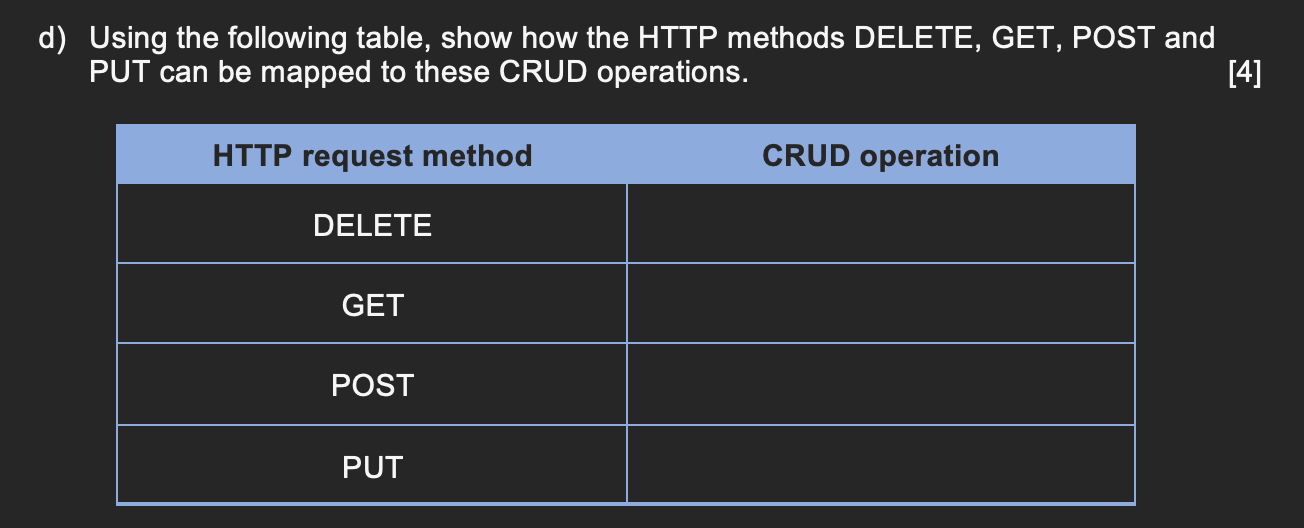 d) Using the following table, show how the HTTP methods DELETE, GET, POST and
PUT can be mapped to these CRUD operations. [4]
HTTP request method CRUD operation
DELETE
GET
POST
PUT